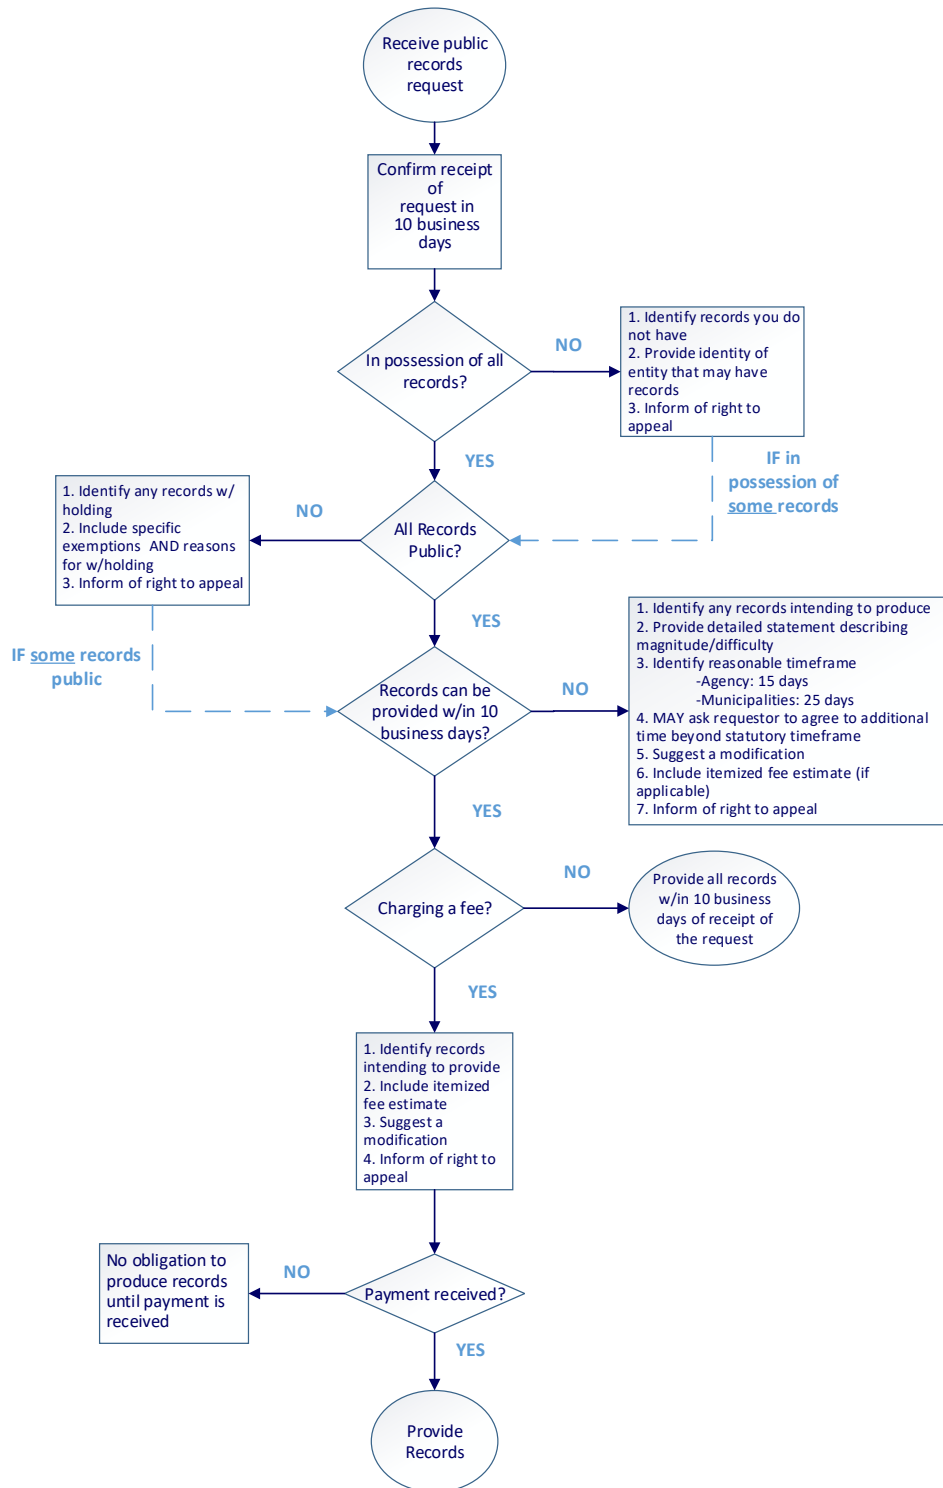 Receive public
records
request
Confirm receipt
of
request in
10 business
days
In possession of all
records?
NO
1. Identify records you do
not have
2. Provide identity of
entity that may have
records
3. Inform of right to
appeal
YES
IF in
possession of
some records
All Records
Public?
NO
1. Identify any records w/
holding
2. Include specific
exemptions AND reasons
for w/holding
3. Inform of right to appeal
YES
IF some records
public
Records can be
provided w/in 10
business days?
NO
1. Identify any records intending to produce
2. Provide detailed statement describing
magnitude/difficulty
3. Identify reasonable timeframe
-Agency: 15 days
-Municipalities: 25 days
4. MAY ask requestor to agree to additional
time beyond statutory timeframe
5. Suggest a modification
6. Include itemized fee estimate (if
applicable)
7. Inform of right to appeal
YES
Charging a fee?
NO
Provide all records
w/in 10 business
days of receipt of
the request
YES
1. Identify records
intending to provide
2. Include itemized
fee estimate
3. Suggest a
modification
4. Inform of right to
appeal
Payment received?
NO
No obligation to
produce records
until payment is
received
YES
Provide
Records